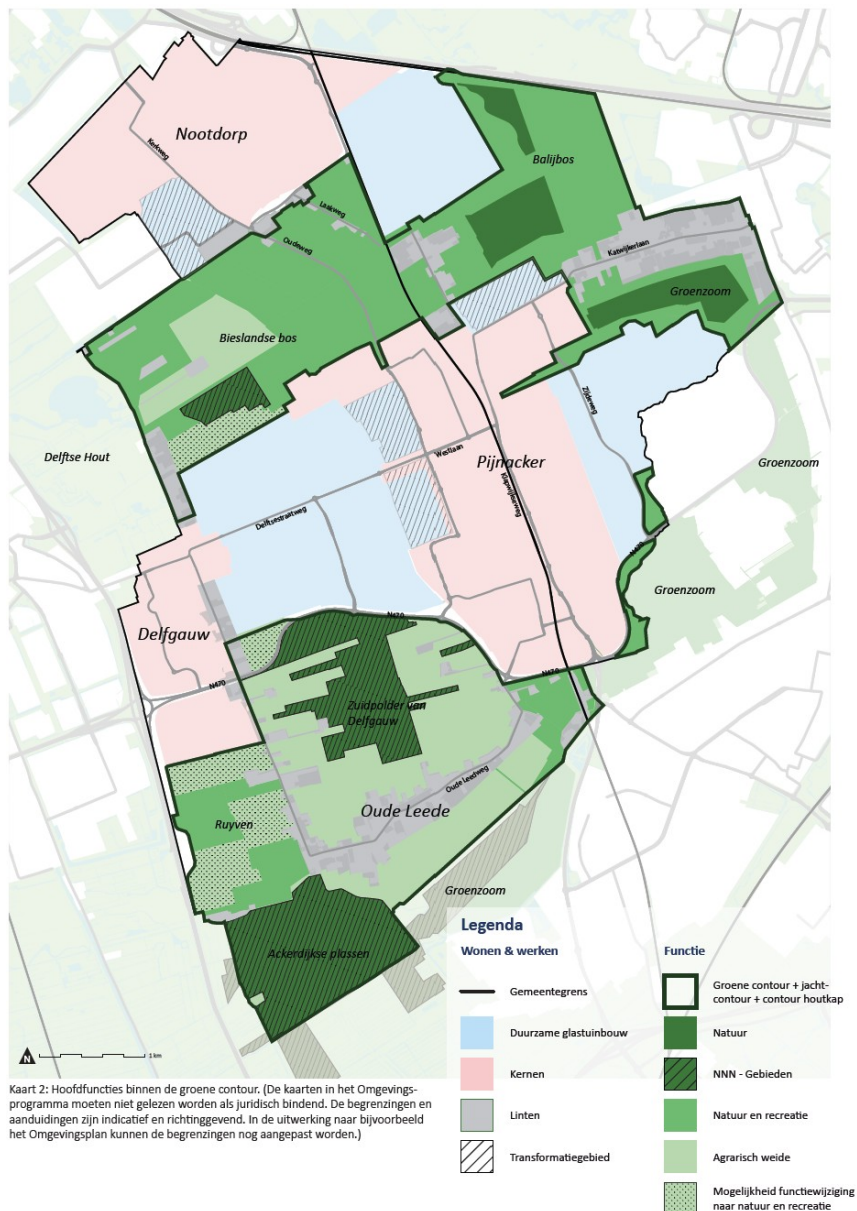 Nootdorp
Kerkweg
Laakweg
Oudeweg
Balijbos
Katwijkerlaan
Groenzoom
Bieslandse bos
Zijdeweg
Delftse Hout
Westlaan
Pijnacker
Klapwijkseweg
Groenzoom
Delftsestraatweg
N470
Groenzoom
Delfgauw
N470
N470
N470
Zuidpolder van
Delfgauw
Oude Leedweg
Oude Leede
Ruyven
Groenzoom
Ackerdijkse plassen
N
1 km
Legenda
Wonen & werken
Gemeentegrens
Duurzame glastuinbouw
Kernen
Linten
Transformatiegebied
Functie
Groene contour + jacht-
contour + contour houtkap
Natuur
NNN - Gebieden
Natuur en recreatie
Agrarisch weide
Mogelijkheid functiewijziging
naar natuur en recreatie
Kaart 2: Hoofdfuncties binnen de groene contour. (De kaarten in het Omgevings-
programma moeten niet gelezen worden als juridisch bindend. De begrenzingen en
aanduidingen zijn indicatief en richtinggevend. In de uitwerking naar bijvoorbeeld
het Omgevingsplan kunnen de begrenzingen nog aangepast worden.)